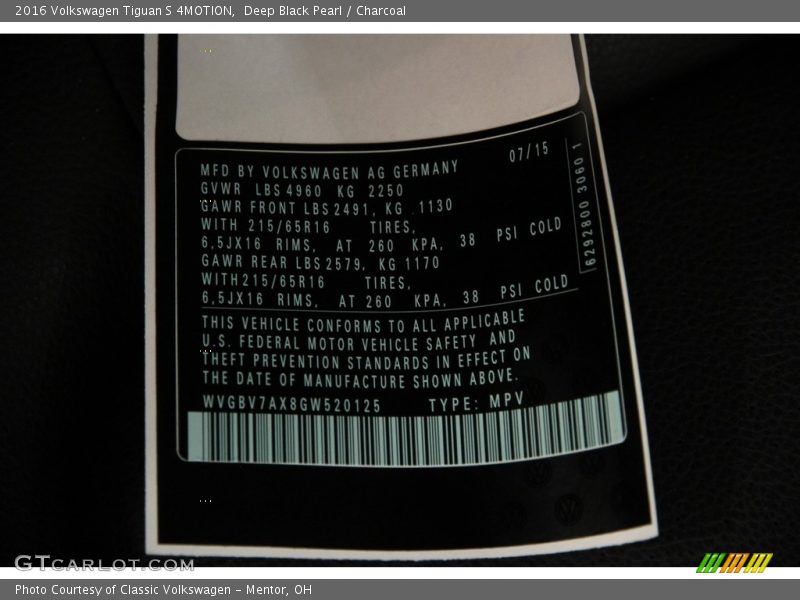 2016 Volkswagen Tiguan S 4MOTION,  Deep Black Pearl / Charcoal
07/15
MFD BY VOLKSWAGEN AG GERMANY
GVWR LBS 4960 KG 2250
GAWR FRONT LBS 2491, KG .1130
WITH 215/65R16 TIRES,
6,5JX16 RIMS, AT 260 KPA, 38 PSI COLD
GAWR REAR LBS 2579, KG 1170
WITH 215/65R16 TIRES,
6,5JX16 RIMS, AT 260 KPA, 38 PSI COLD
6292800 3060 1
THIS VEHICLE CONFORMS TO ALL APPLICABLE
U.S. FEDERAL MOTOR VEHICLE SAFETY AND
THEFT PREVENTION STANDARDS IN EFFECT ON
THE DATE OF MANUFACTURE SHOWN ABOVE.
WVGBV7AX8GW520125 TYPE: MPV
GTCARLOT.COM
Photo Courtesy of Classic Volkswagen - Mentor, OH